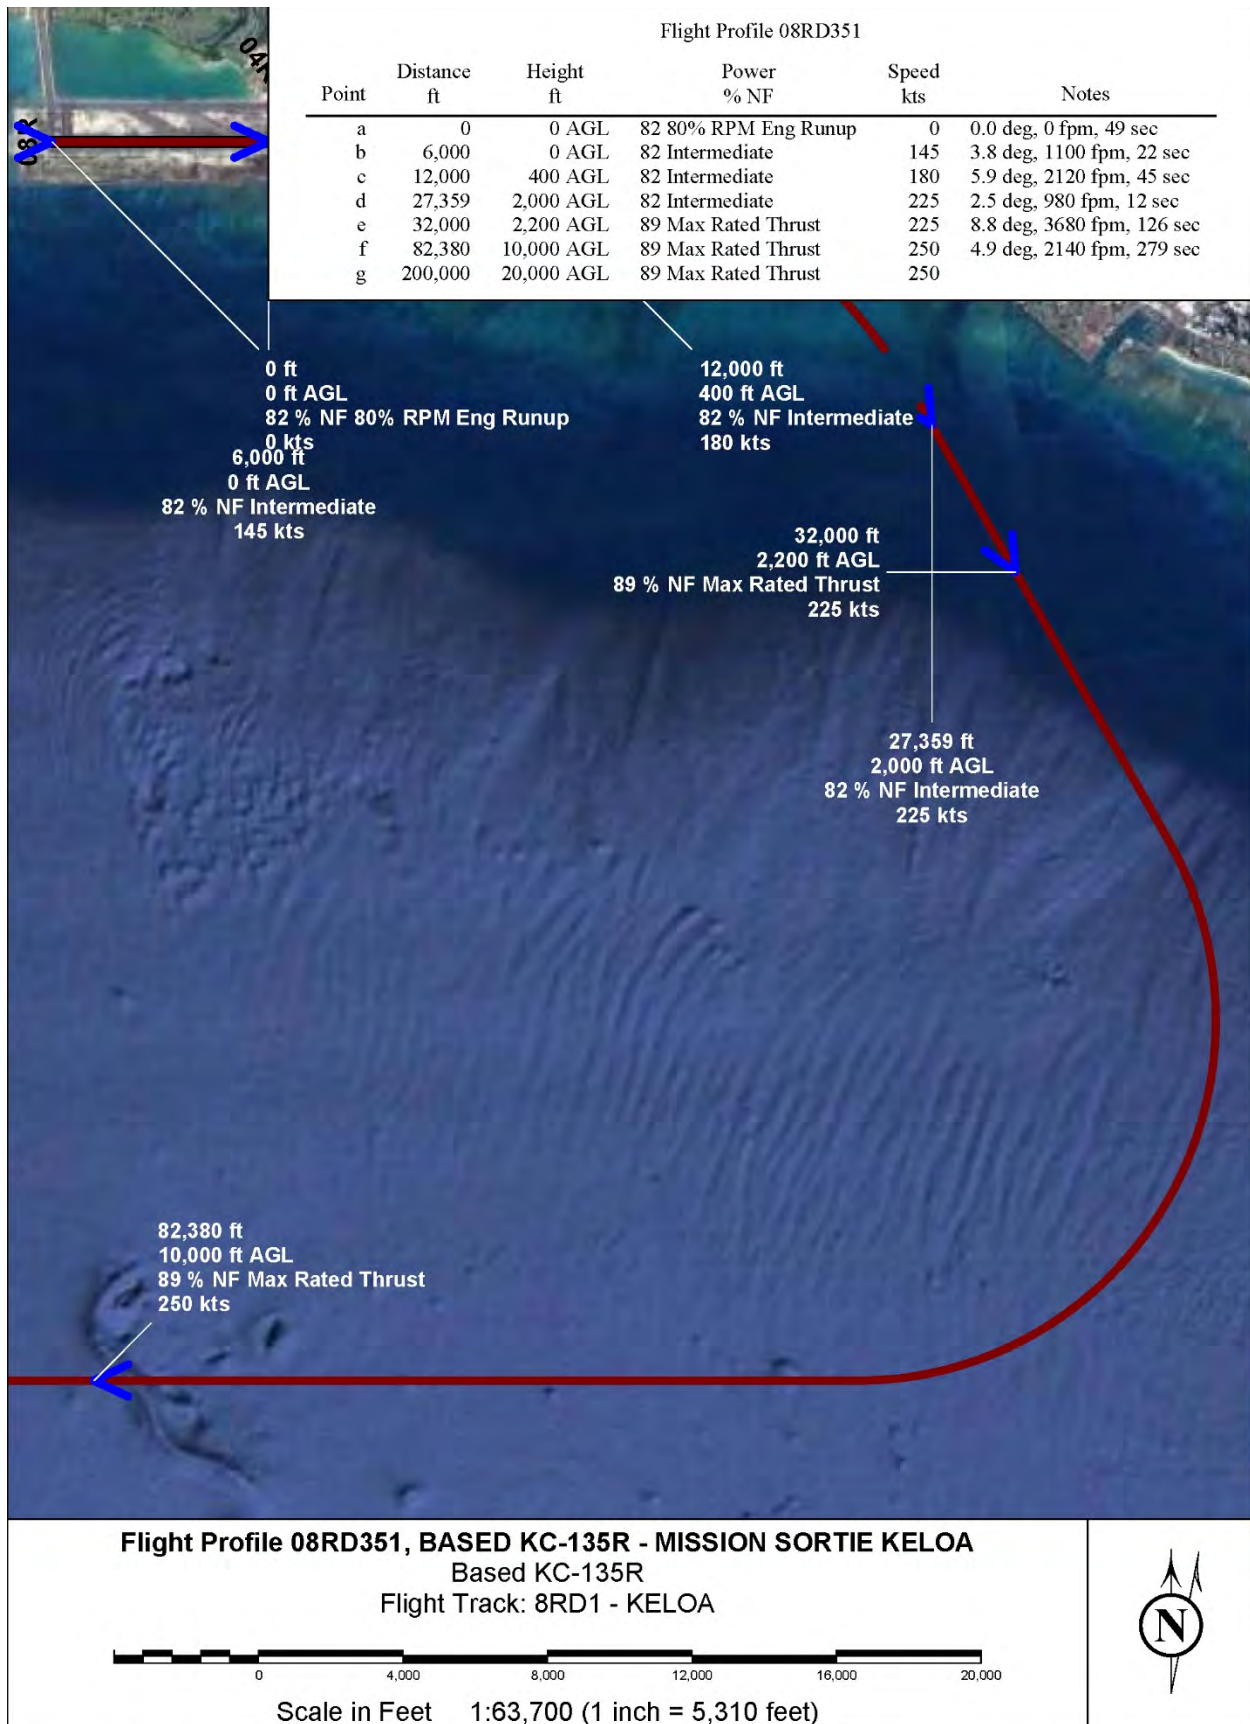 08R
04R
Flight Profile 08RD351
Point Distance ft Height ft Power % NF Speed kts Notes
a 0 0 AGL 82 80% RPM Eng Runup 0 0.0 deg, 0 fpm, 49 sec
b 6,000 0 AGL 82 Intermediate 145 3.8 deg, 1100 fpm, 22 sec
c 12,000 400 AGL 82 Intermediate 180 5.9 deg, 2120 fpm, 45 sec
d 27,359 2,000 AGL 82 Intermediate 225 2.5 deg, 980 fpm, 12 sec
e 32,000 2,200 AGL 89 Max Rated Thrust 225 8.8 deg, 3680 fpm, 126 sec
f 82,380 10,000 AGL 89 Max Rated Thrust 250 4.9 deg, 2140 fpm, 279 sec
g 200,000 20,000 AGL 89 Max Rated Thrust 250
0 ft
0 ft AGL
82 % NF 80% RPM Eng Runup
0 kts
6,000 ft
0 ft AGL
82 % NF Intermediate
145 kts
12,000 ft
400 ft AGL
82 % NF Intermediate
180 kts
32,000 ft
2,200 ft AGL
89 % NF Max Rated Thrust
225 kts
27,359 ft
2,000 ft AGL
82 % NF Intermediate
225 kts
82,380 ft
10,000 ft AGL
89 % NF Max Rated Thrust
250 kts
Flight Profile 08RD351, BASED KC-135R - MISSION SORTIE KELOA
Based KC-135R
Flight Track: 8RD1 - KELOA
0 4,000 8,000 12,000 16,000 20,000
Scale in Feet 1:63,700 (1 inch = 5,310 feet)
N